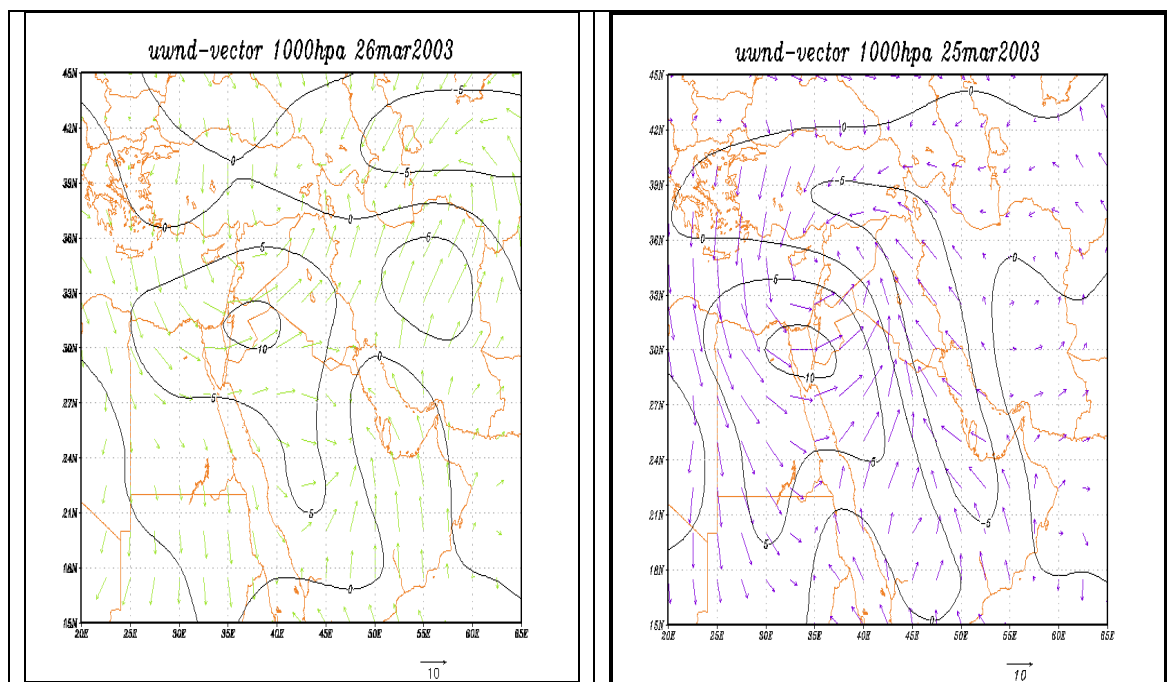 uwnd-vector 1000hpa 26mar2003
45N
42N
39N
36N
33N
30N
27N
24N
21N
18N
15N
20E 25E 30E 35E 40E 45E 50E 55E 60E 65E
-5
0
0
-5
0
5
10
0
5
5
0
10
uwnd-vector 1000hpa 25mar2003
45N
42N
39N
36N
33N
30N
27N
24N
21N
18N
15N
20E 25E 30E 35E 40E 45E 50E 55E 60E 65E
0
0
-5
0
0
5
10
5
-5
5
0
10